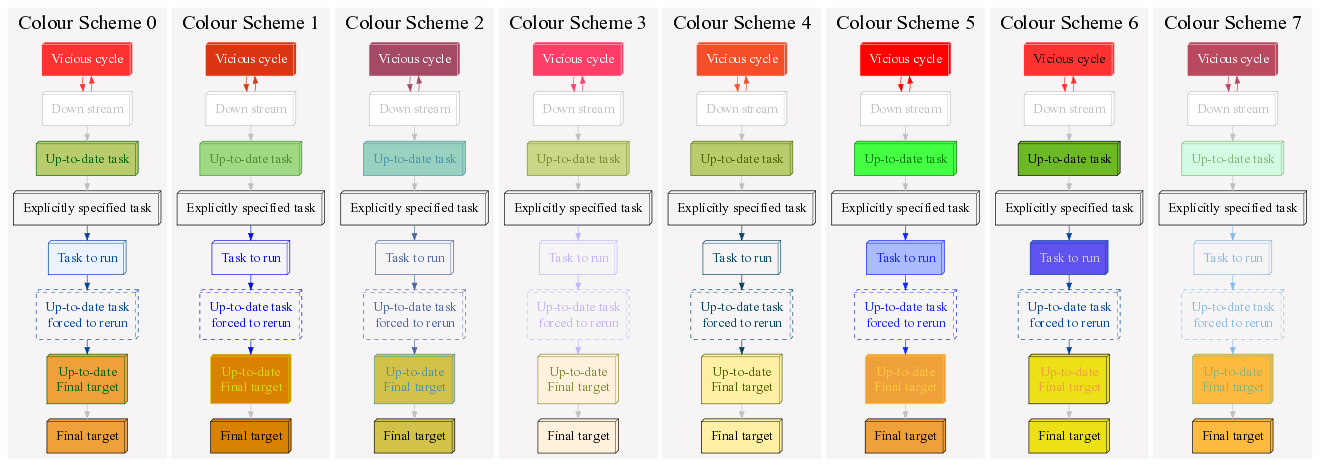 Colour Scheme 0
Vicious cycle
Down stream
Up-to-date task
Explicitly specified task
Task to run
Up-to-date task
forced to rerun
Up-to-date
Final target
Final target
Colour Scheme 1
Vicious cycle
Down stream
Up-to-date task
Explicitly specified task
Task to run
Up-to-date task
forced to rerun
Up-to-date
Final target
Final target
Colour Scheme 2
Vicious cycle
Down stream
Up-to-date task
Explicitly specified task
Task to run
Up-to-date task
forced to rerun
Up-to-date
Final target
Final target
Colour Scheme 3
Vicious cycle
Down stream
Up-to-date task
Explicitly specified task
Task to run
Up-to-date task
forced to rerun
Up-to-date
Final target
Final target
Colour Scheme 4
Vicious cycle
Down stream
Up-to-date task
Explicitly specified task
Task to run
Up-to-date task
forced to rerun
Up-to-date
Final target
Final target
Colour Scheme 5
Vicious cycle
Down stream
Up-to-date task
Explicitly specified task
Task to run
Up-to-date task
forced to rerun
Up-to-date
Final target
Final target
Colour Scheme 6
Vicious cycle
Down stream
Up-to-date task
Explicitly specified task
Task to run
Up-to-date task
forced to rerun
Up-to-date
Final target
Final target
Colour Scheme 7
Vicious cycle
Down stream
Up-to-date task
Explicitly specified task
Task to run
Up-to-date task
forced to rerun
Up-to-date
Final target
Final target